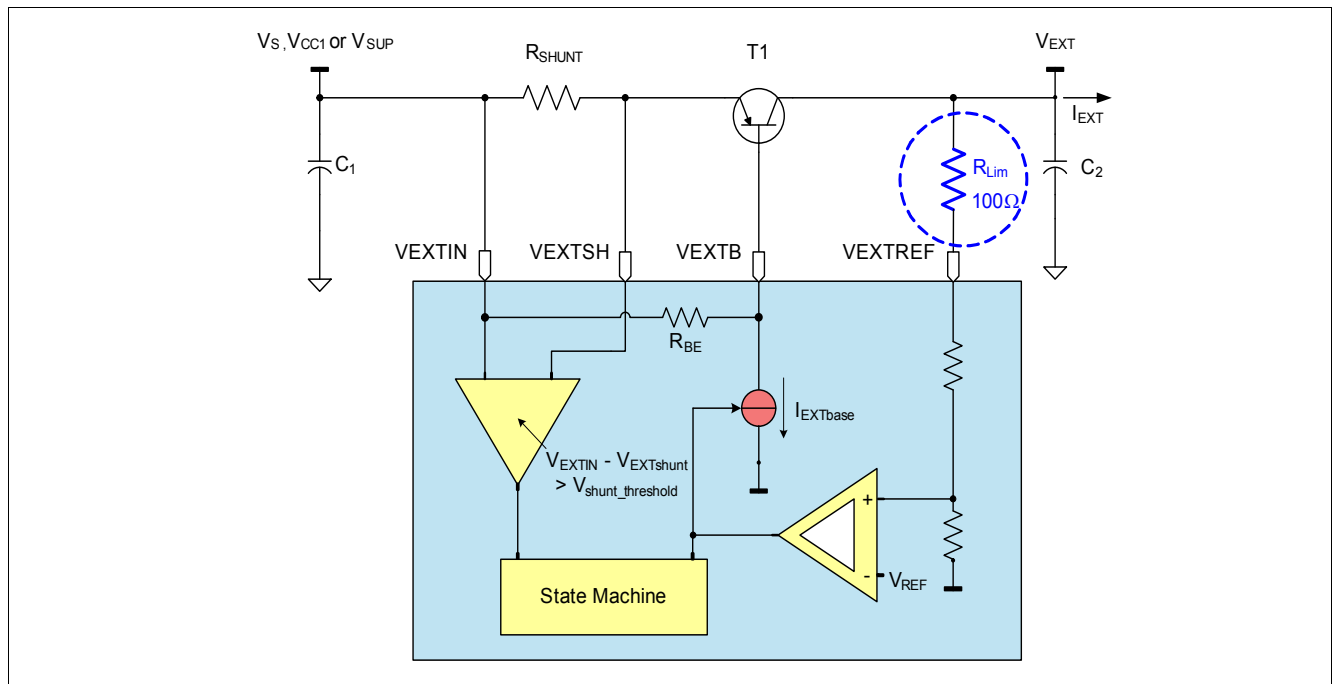 VS,VCC1 or VSUP
RSHUNT
T1
VEXT
IEXT
C1
RLim
100Ω
C2
VEXTIN
VEXTSH
VEXTB
VEXTREF
RBE
IEXTbase
VEXTIN - VEXTshunt
> Vshunt_threshold
+
-
VREF
State Machine